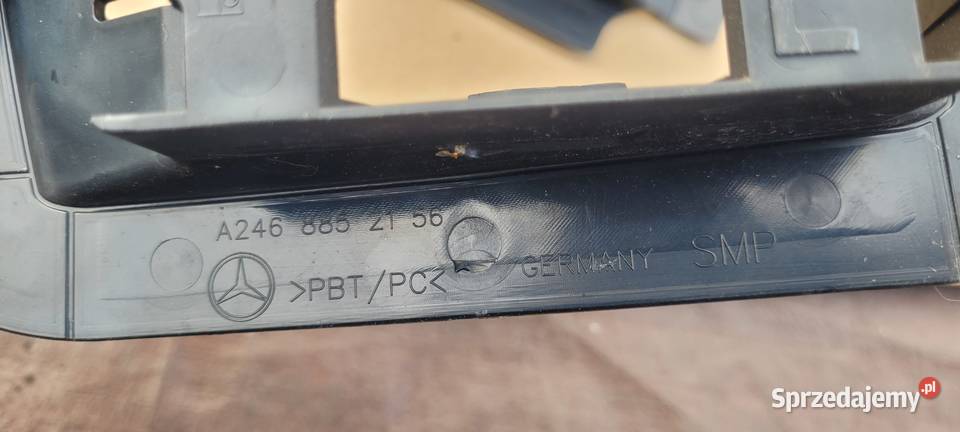 A246 885 21 56
>PBT/PC<
GERMANY SMP
L
Sprzedajemy.pl